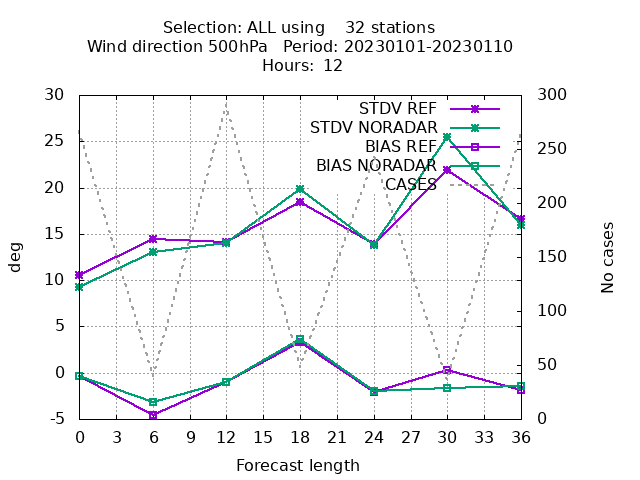 Selection: ALL using    32 stations
Wind direction 500hPa   Period: 20230101-20230110
Hours:  12
STDV REF
STDV NORADAR
BIAS REF
BIAS NORADAR
CASES
30
25
20
15
10
5
0
-5
deg
300
250
200
150
100
50
0
No cases
0 3 6 9 12 15 18 21 24 27 30 33 36
Forecast length